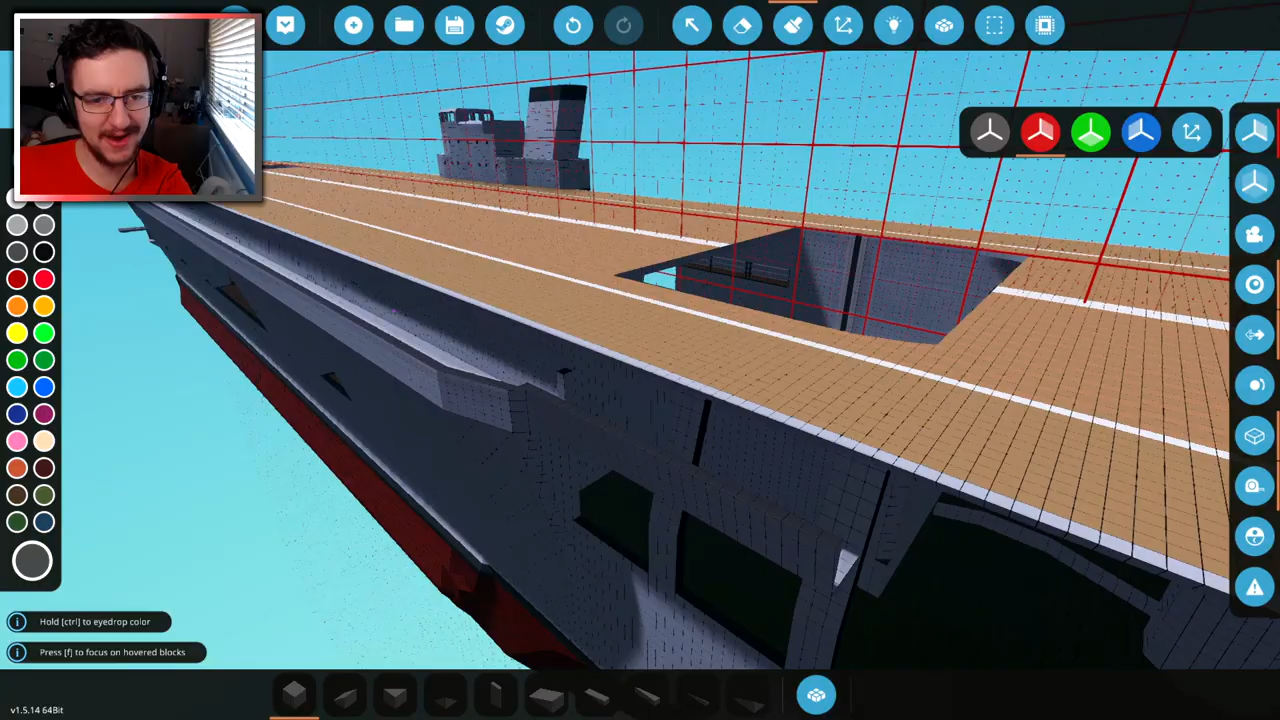 Hold [ctrl] to eyedrop color
Press [f] to focus on hovered blocks
v1.5.14 64Bit